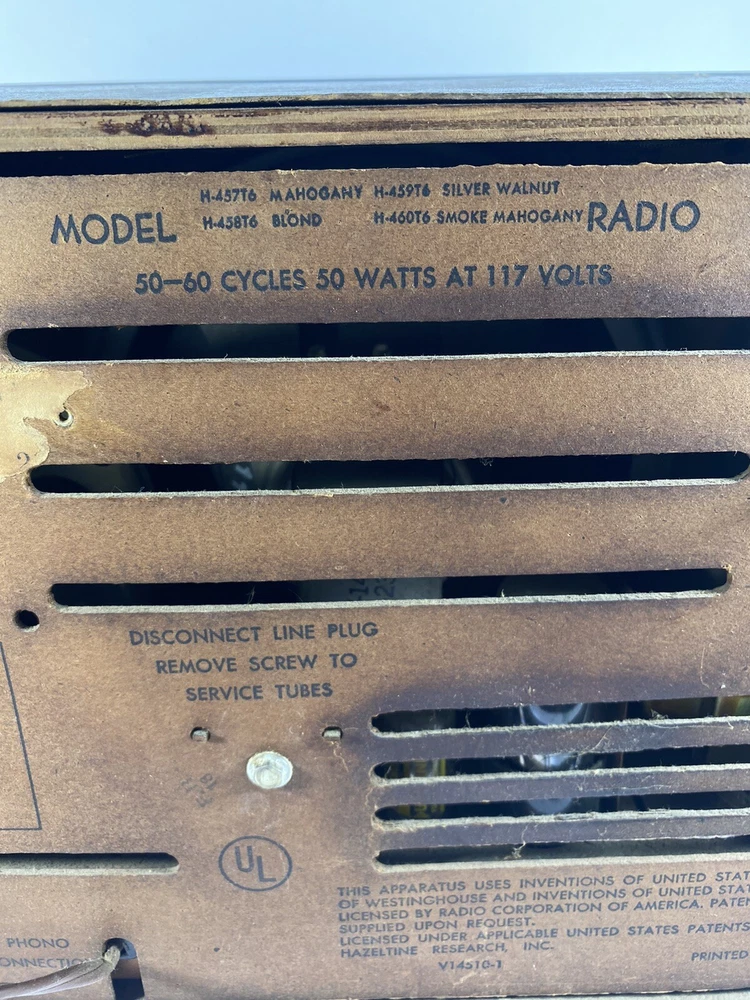 MODEL H-457T6 MAHOGANY H-459T6 SILVER WALNUT RADIO
H-458T6 BLOND H-460T6 SMOKE MAHOGANY
50-60 CYCLES 50 WATTS AT 117 VOLTS
DISCONNECT LINE PLUG
REMOVE SCREW TO
SERVICE TUBES
UL
THIS APPARATUS USES INVENTIONS OF UNITED STAT
OF WESTINGHOUSE AND INVENTIONS OF UNITED STAT
LICENSED BY RADIO CORPORATION OF AMERICA. PATEN
SUPPLIED UPON REQUEST.
LICENSED UNDER APPLICABLE UNITED STATES PATENTS
HAZELTINE RESEARCH, INC.
V14510-1
PRINTED
PHONO
ONNECTIO